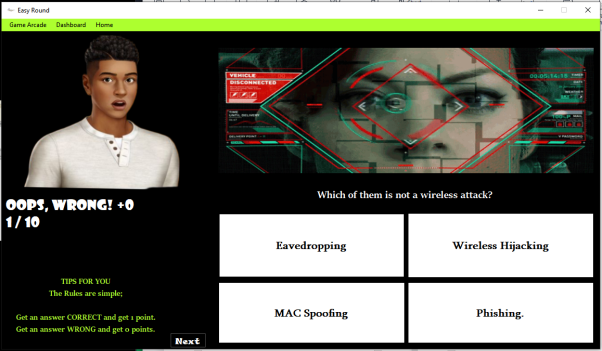 Easy Round
Game Arcade Dashboard Home
VEHICLE
DISCONNECTED
OOPS, WRONG! +0
1 / 10
Which of them is not a wireless attack?
Eavedropping
Wireless Hijacking
MAC Spoofing
Phishing.
TIPS FOR YOU
The Rules are simple;
Get an answer CORRECT and get 1 point.
Get an answer WRONG and get 0 points.
Next